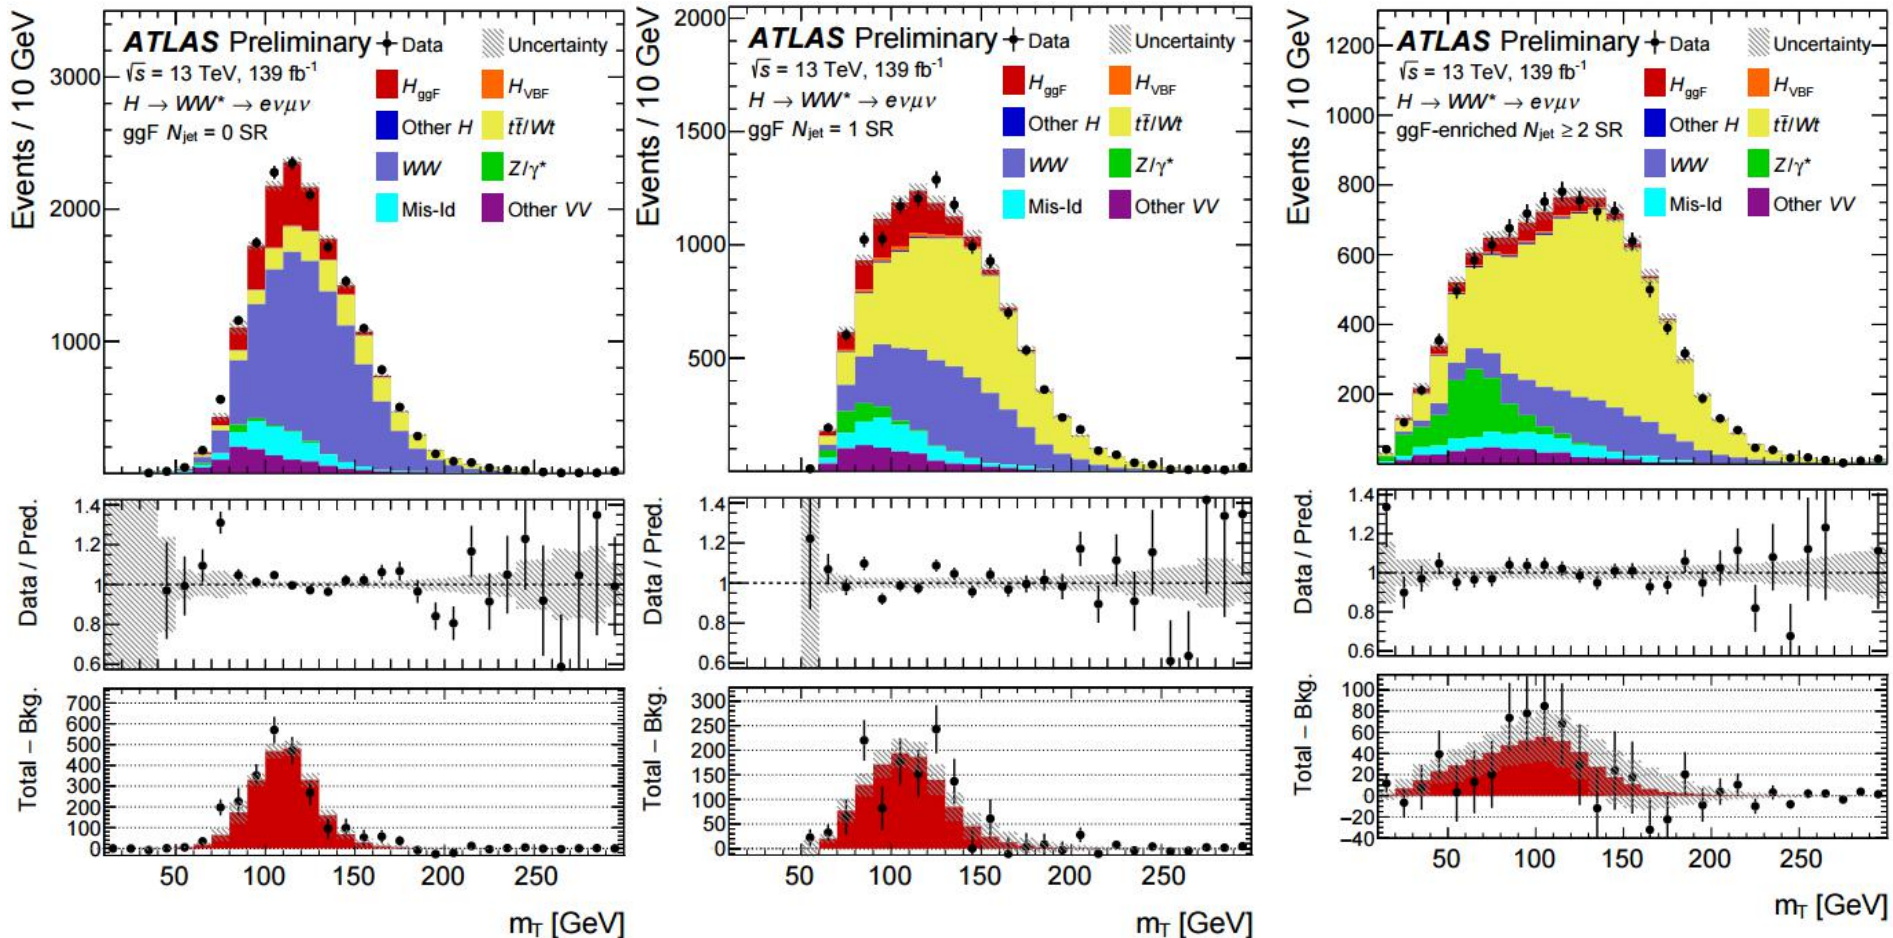 Events / 10 GeV
3000
2000
1000
ATLAS Preliminary
√s = 13 TeV, 139 fb⁻¹
H → WW* → eνμν
ggF N_jet = 0 SR
Data
Uncertainty
H_ggF
H_VBF
Other H
tt̄/Wt
WW
Z/γ*
Mis-Id
Other VV
Data / Pred.
1.4
1.2
1
0.8
0.6
Total – Bkg.
700
600
500
400
300
200
100
0
50 100 150 200 250
m_T [GeV]
Events / 10 GeV
2000
1500
1000
500
ATLAS Preliminary
√s = 13 TeV, 139 fb⁻¹
H → WW* → eνμν
ggF N_jet = 1 SR
Data
Uncertainty
H_ggF
H_VBF
Other H
tt̄/Wt
WW
Z/γ*
Mis-Id
Other VV
Data / Pred.
1.4
1.2
1
0.8
0.6
Total – Bkg.
300
250
200
150
100
50
0
50 100 150 200 250
m_T [GeV]
Events / 10 GeV
1200
1000
800
600
400
200
ATLAS Preliminary
√s = 13 TeV, 139 fb⁻¹
H → WW* → eνμν
ggF-enriched N_jet ≥ 2 SR
Data
Uncertainty
H_ggF
H_VBF
Other H
tt̄/Wt
WW
Z/γ*
Mis-Id
Other VV
Data / Pred.
1.4
1.2
1
0.8
0.6
Total – Bkg.
100
80
60
40
20
0
−20
−40
50 100 150 200 250
m_T [GeV]